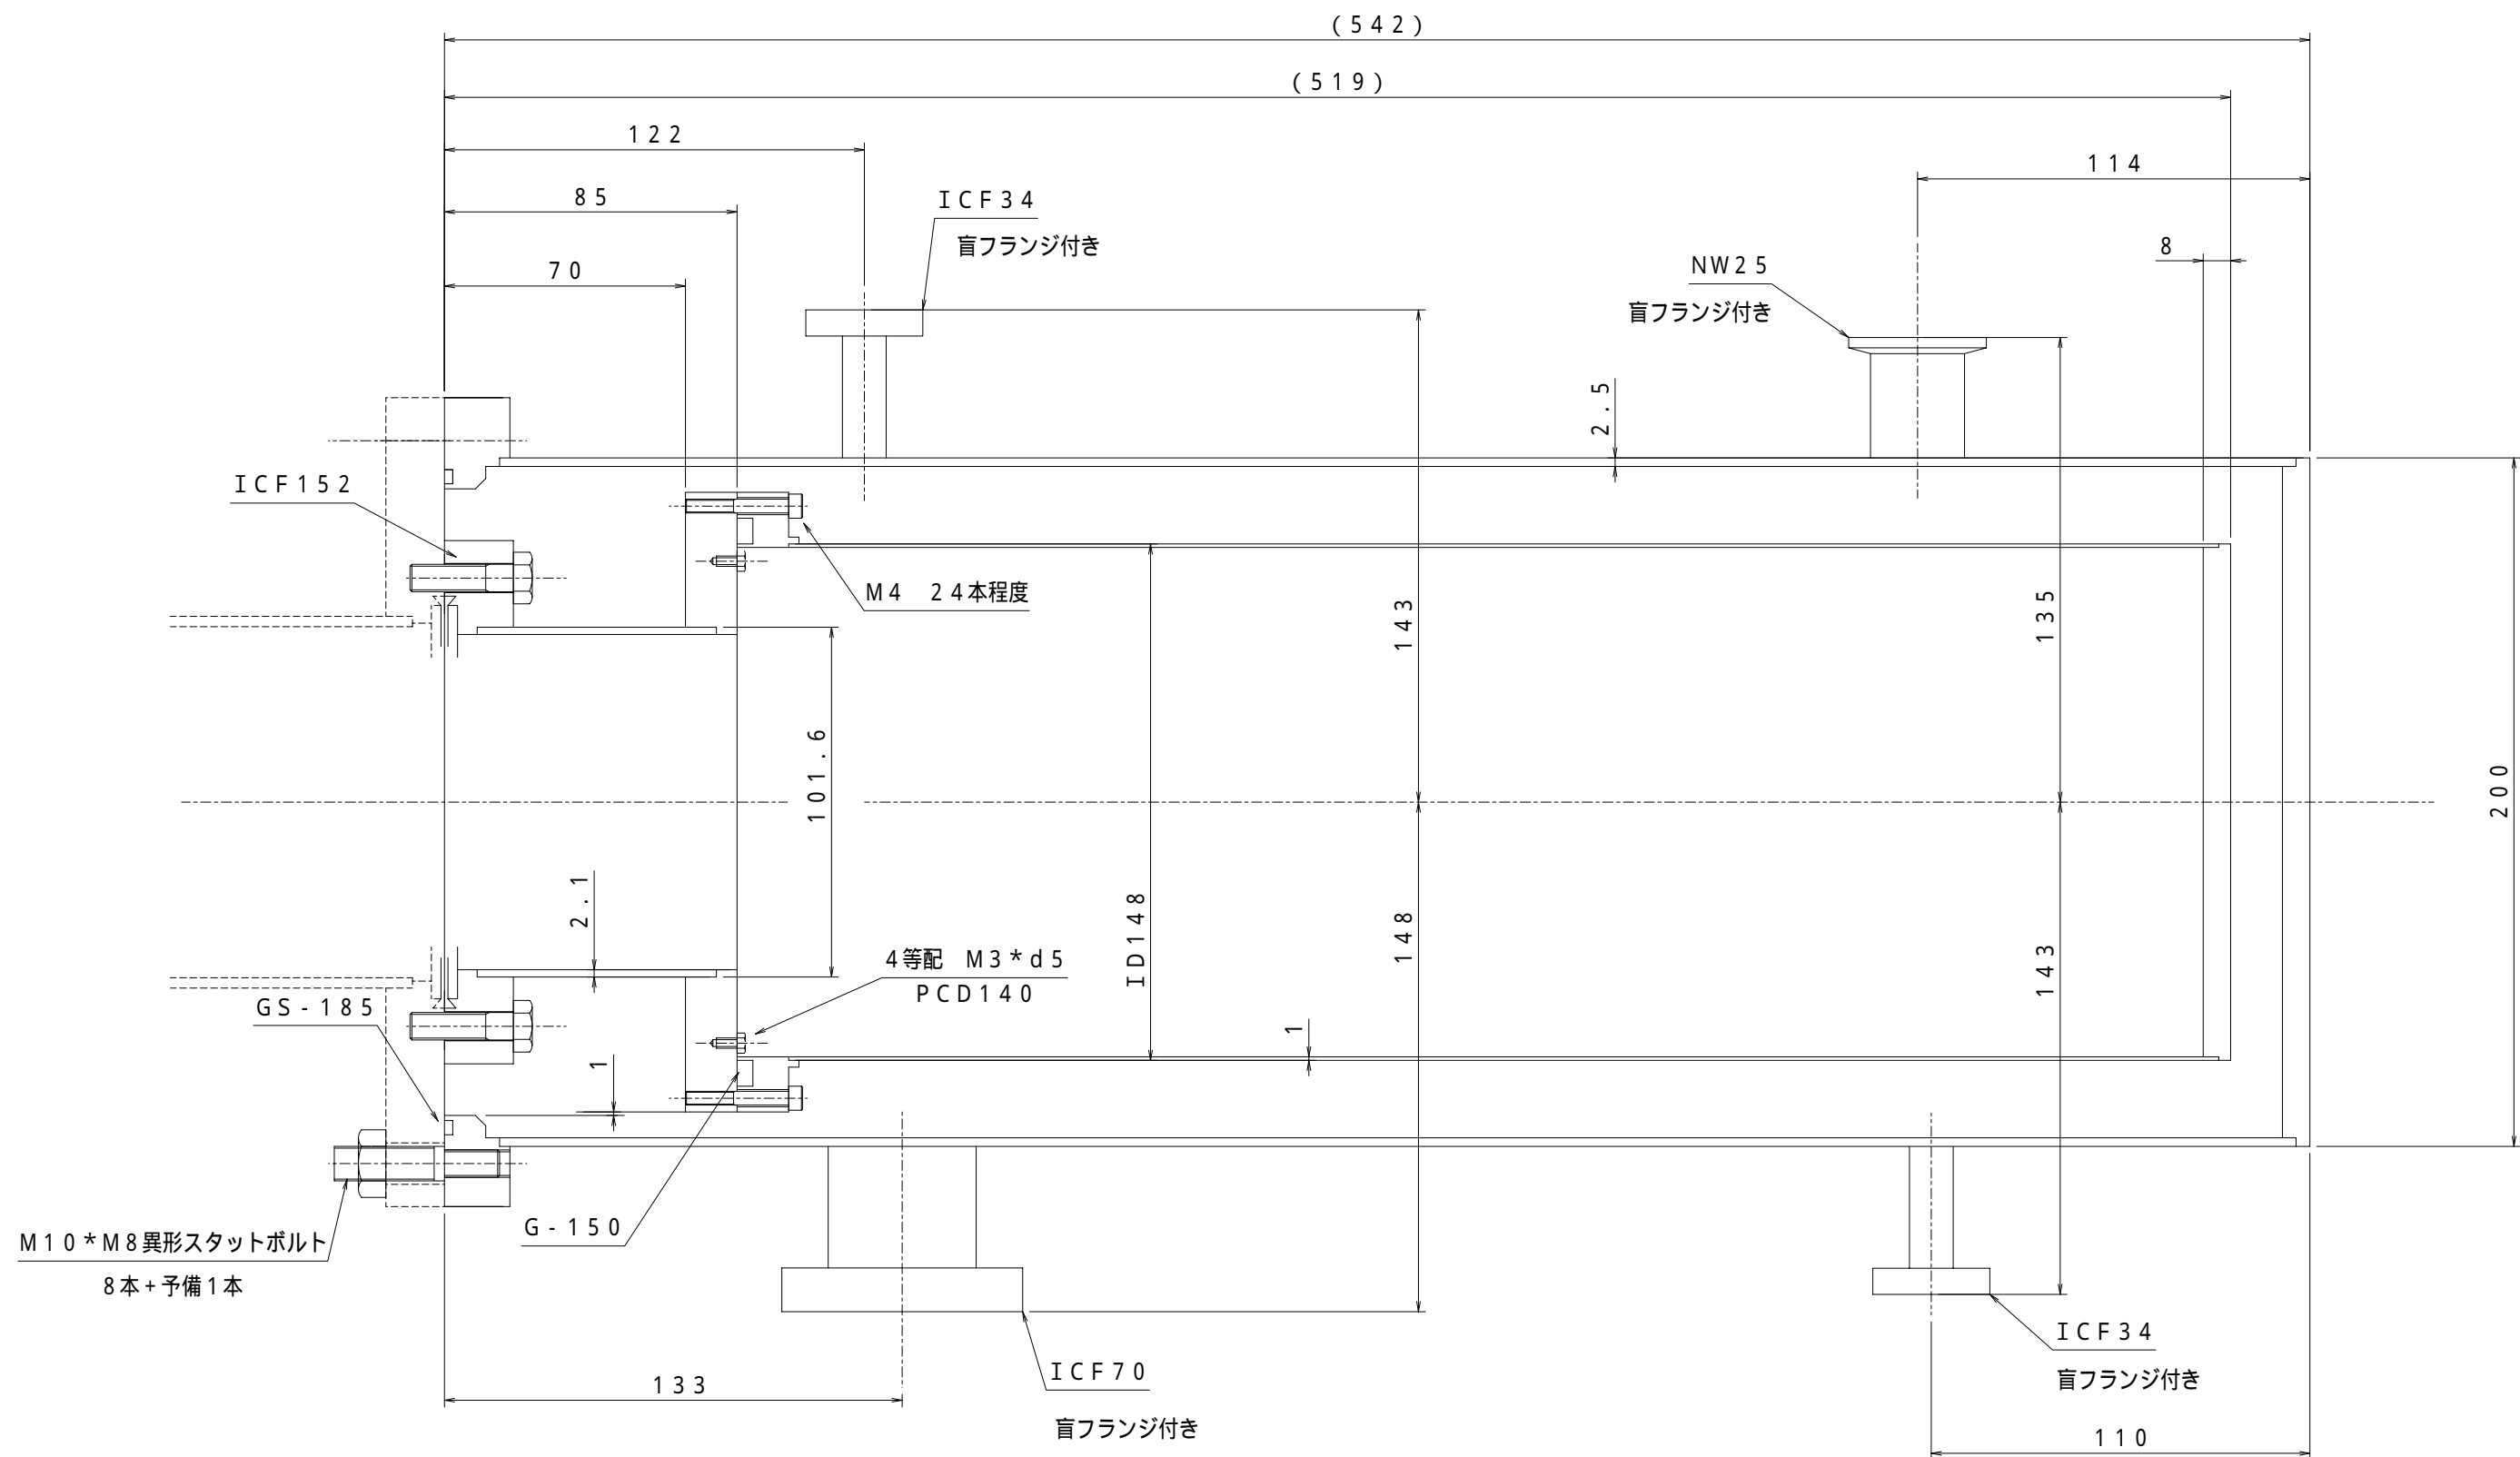 (542)
(519)
122
114
85
ICF34
盲フランジ付き
8
70
NW25
盲フランジ付き
2.5
ICF152
M4 24本程度
143
135
101.6
200
2.1
ID148
148
143
4等配 M3*d5
PCD140
GS-185
1
1
G-150
M10*M8異形スタットボルト
8本+予備1本
ICF34
盲フランジ付き
ICF70
盲フランジ付き
133
110